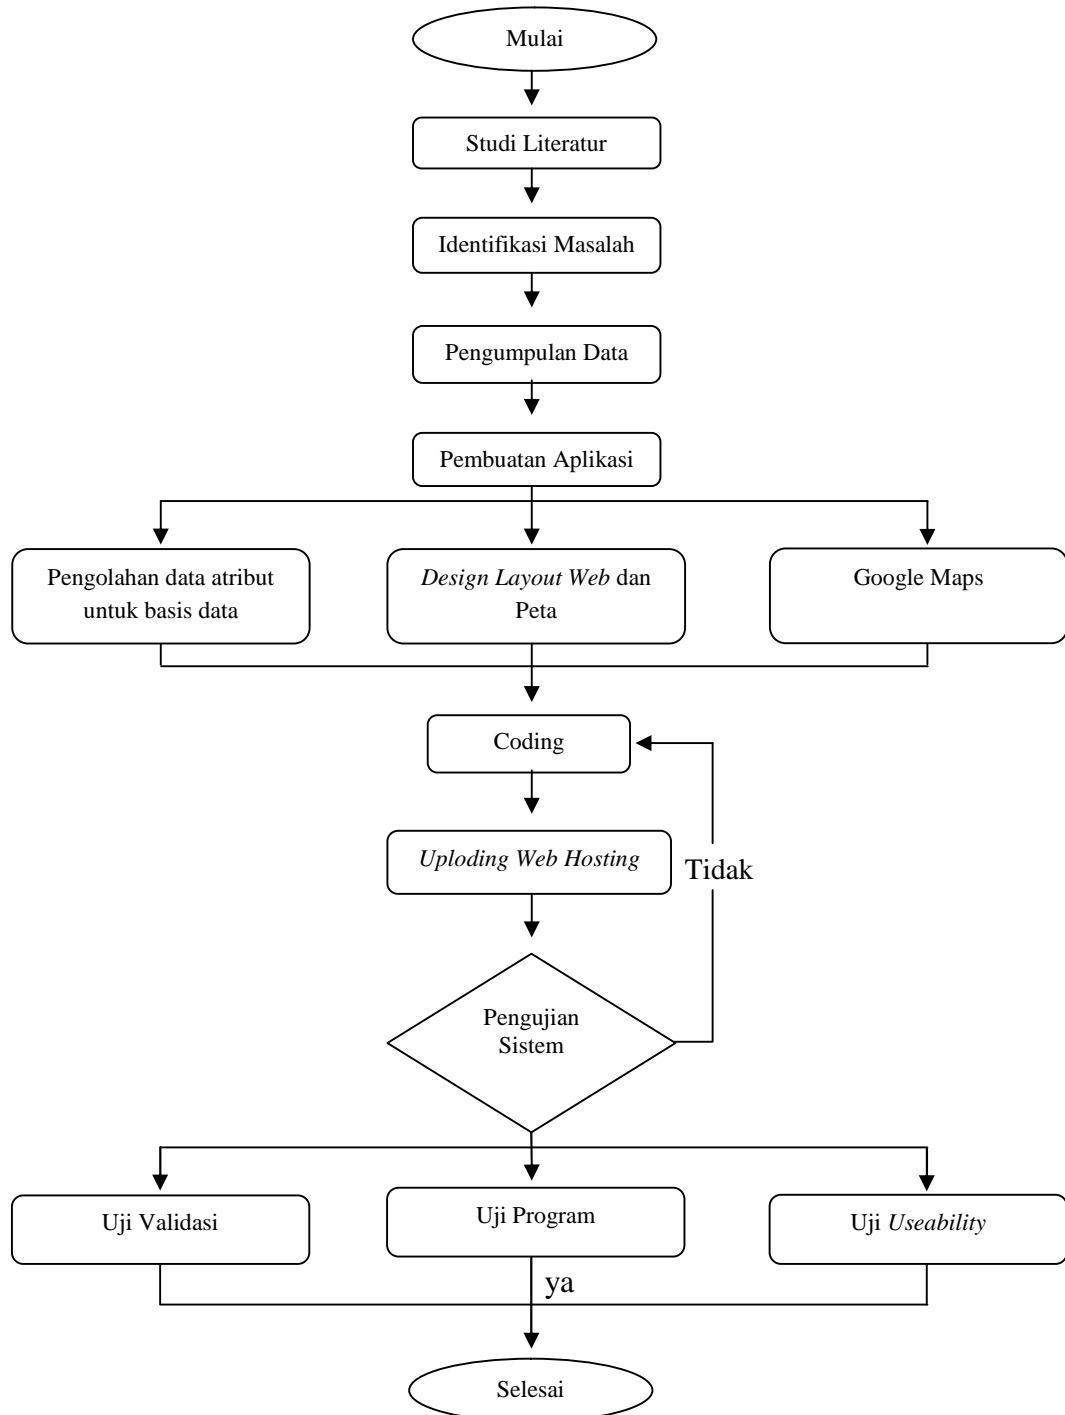 Mulai
Studi Literatur
Identifikasi Masalah
Pengumpulan Data
Pembuatan Aplikasi
Pengolahan data atribut
untuk basis data
Design Layout Web dan
Peta
Google Maps
Coding
Uploding Web Hosting
Tidak
Pengujian
Sistem
Uji Validasi
Uji Program
Uji Useability
ya
Selesai